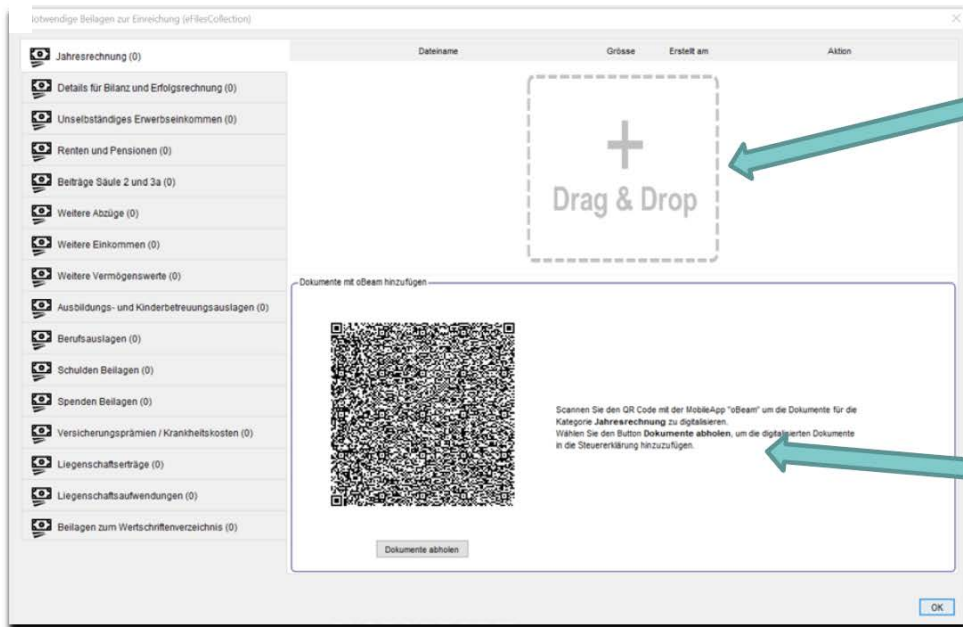 Notwendige Beilagen zur Einreichung (eFilesCollection)
Jahresrechnung (0)
Details für Bilanz und Erfolgsrechnung (0)
Unselbständiges Erwerbseinkommen (0)
Renten und Pensionen (0)
Beiträge Säule 2 und 3a (0)
Weitere Abzüge (0)
Weitere Einkommen (0)
Weitere Vermögenswerte (0)
Ausbildungs- und Kinderbetreuungsauslagen (0)
Berufsauslagen (0)
Schulden Beilagen (0)
Spenden Beilagen (0)
Versicherungsprämien / Krankheitskosten (0)
Liegenschaftserträge (0)
Liegenschaftsaufwendungen (0)
Beilagen zum Wertschriftenverzeichnis (0)
Dateiname Grösse Erstellt am Aktion
Drag & Drop
Dokumente mit oBeam hinzufügen
Scannen Sie den QR Code mit der MobileApp "oBeam" um die Dokumente für die
Kategorie Jahresrechnung zu digitalisieren.
Wählen Sie den Button Dokumente abholen, um die digitalisierten Dokumente
in die Steuererklärung hinzuzufügen.
Dokumente abholen
OK